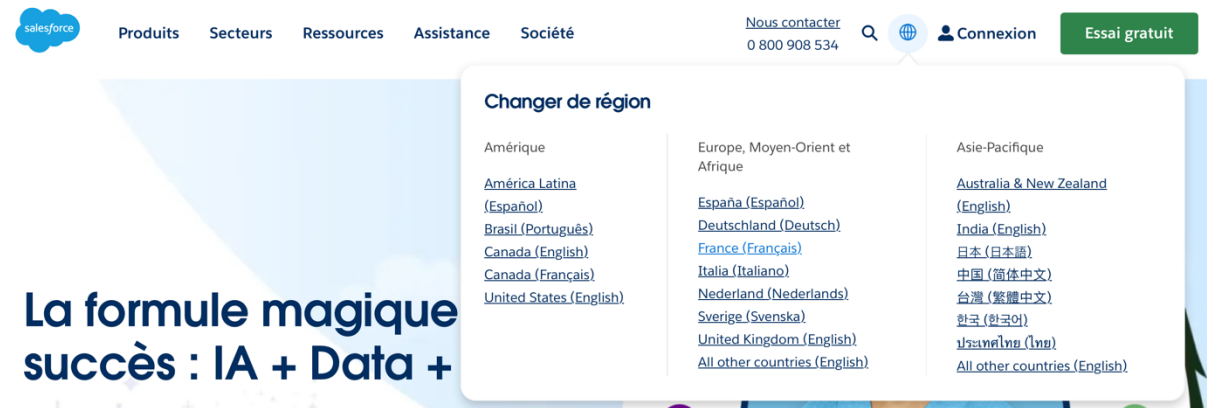 salesforce
Produits
Secteurs
Ressources
Assistance
Société
Nous contacter
0 800 908 534
Connexion
Essai gratuit
Changer de région
Amérique
América Latina
(Español)
Brasil (Português)
Canada (English)
Canada (Français)
United States (English)
Europe, Moyen-Orient et
Afrique
España (Español)
Deutschland (Deutsch)
France (Français)
Italia (Italiano)
Nederland (Nederlands)
Sverige (Svenska)
United Kingdom (English)
All other countries (English)
Asie-Pacifique
Australia & New Zealand
(English)
India (English)
日本 (日本語)
中国 (简体中文)
台灣 (繁體中文)
한국 (한국어)
ประเทศไทย (ไทย)
All other countries (English)
La formule magique
succès : IA + Data +